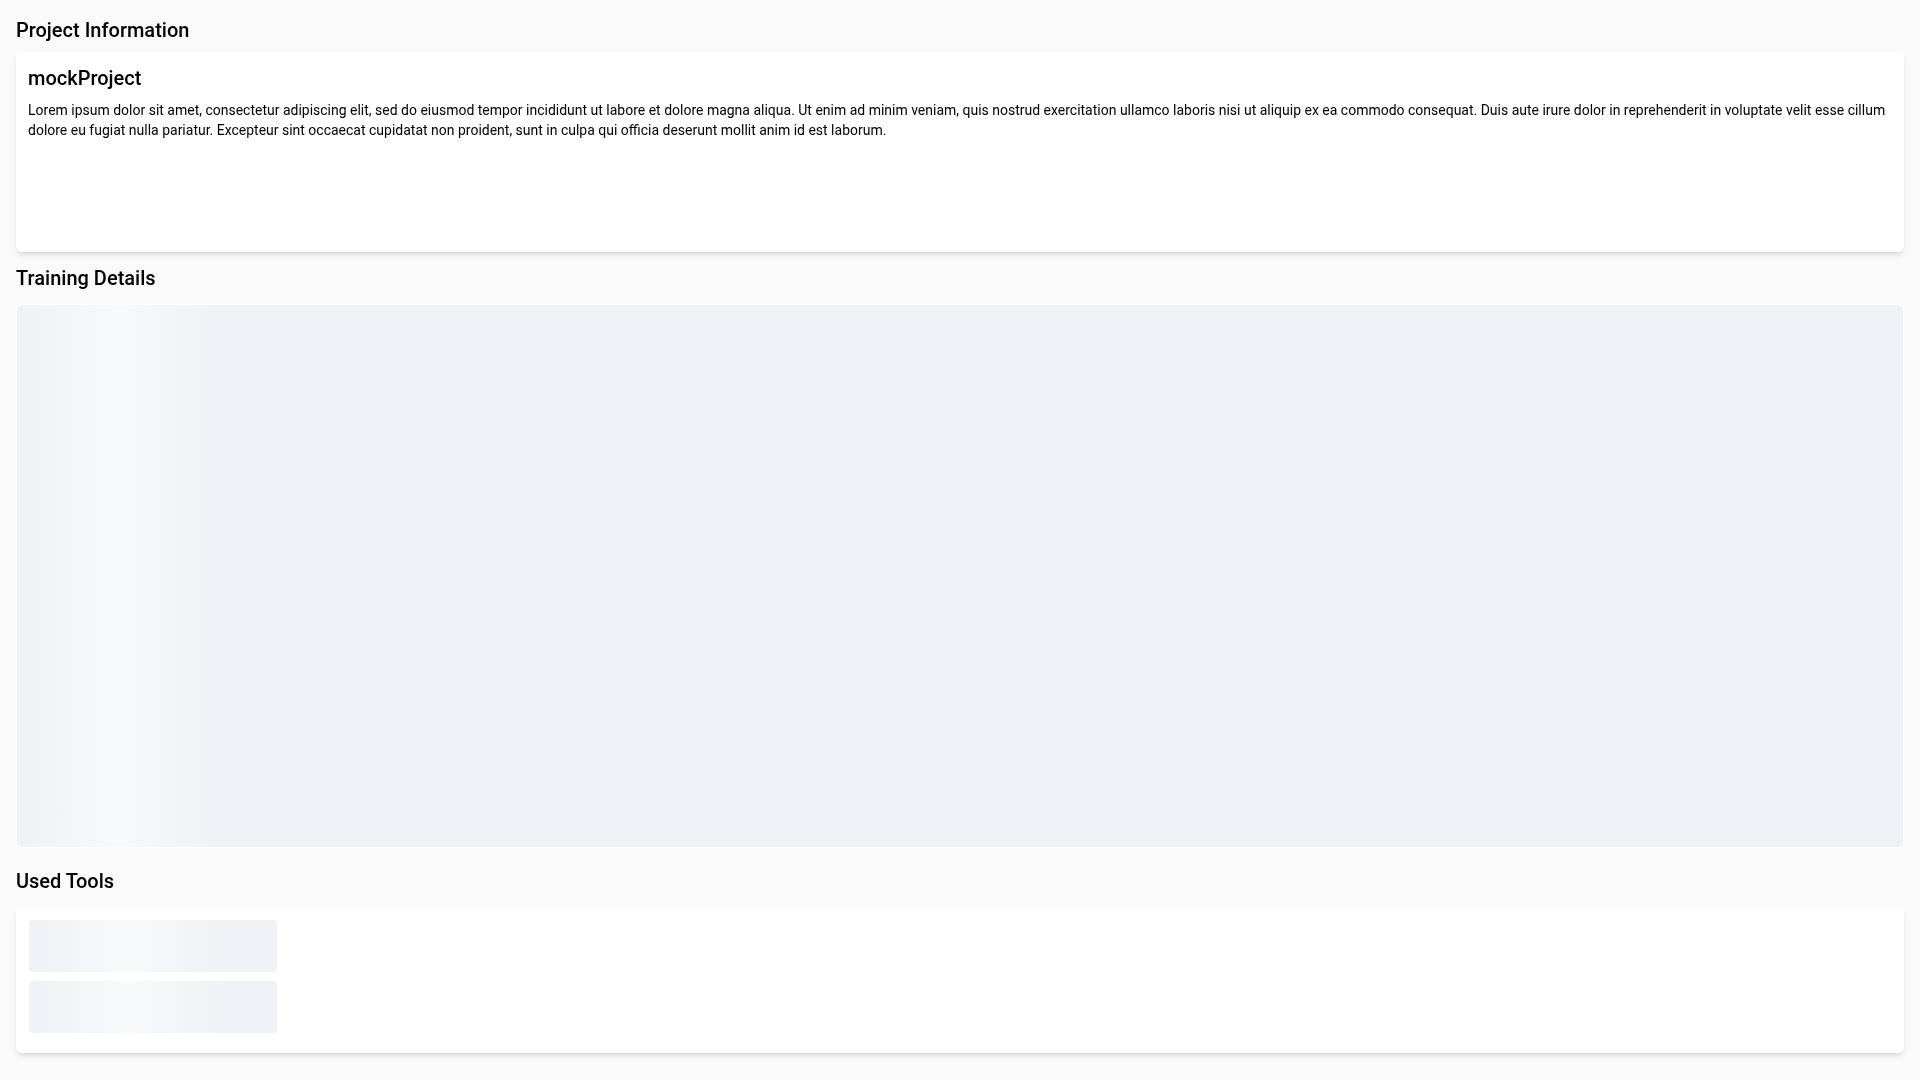 Project Information
mockProject
Lorem ipsum dolor sit amet, consectetur adipiscing elit, sed do eiusmod tempor incididunt ut labore et dolore magna aliqua. Ut enim ad minim veniam, quis nostrud exercitation ullamco laboris nisi ut aliquip ex ea commodo consequat. Duis aute irure dolor in reprehenderit in voluptate velit esse cillum
dolore eu fugiat nulla pariatur. Excepteur sint occaecat cupidatat non proident, sunt in culpa qui officia deserunt mollit anim id est laborum.
Training Details
Used Tools